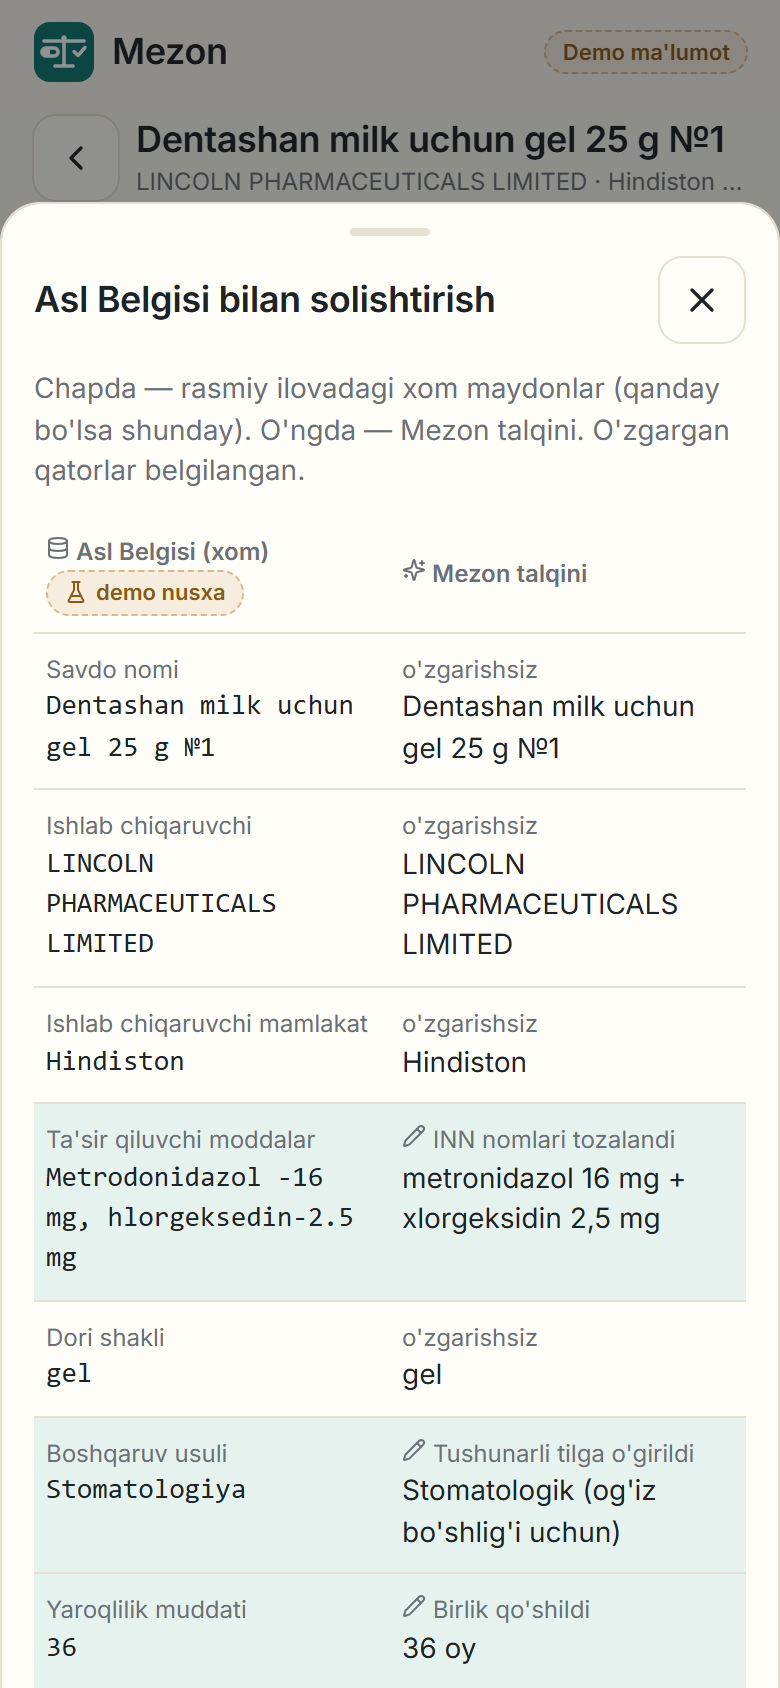 Mezon
Demo ma'lumot
Dentashan milk uchun gel 25 g №1
LINCOLN PHARMACEUTICALS LIMITED · Hindiston ...
Asl Belgisi bilan solishtirish
Chapda — rasmiy ilovadagi xom maydonlar (qanday
bo'lsa shunday). O'ngda — Mezon talqini. O'zgargan
qatorlar belgilangan.
Asl Belgisi (xom)
demo nusxa
Mezon talqini
Savdo nomi
Dentashan milk uchun
gel 25 g №1
o'zgarishsiz
Dentashan milk uchun
gel 25 g №1
Ishlab chiqaruvchi
LINCOLN
PHARMACEUTICALS
LIMITED
o'zgarishsiz
LINCOLN
PHARMACEUTICALS
LIMITED
Ishlab chiqaruvchi mamlakat
Hindiston
o'zgarishsiz
Hindiston
Ta'sir qiluvchi moddalar
Metrodonidazol -16
mg, hlorgeksedin-2.5
mg
INN nomlari tozalandi
metronidazol 16 mg +
xlorgeksidin 2,5 mg
Dori shakli
gel
o'zgarishsiz
gel
Boshqaruv usuli
Stomatologiya
Tushunarli tilga o'girildi
Stomatologik (og'iz
bo'shlig'i uchun)
Yaroqlilik muddati
36
Birlik qo'shildi
36 oy